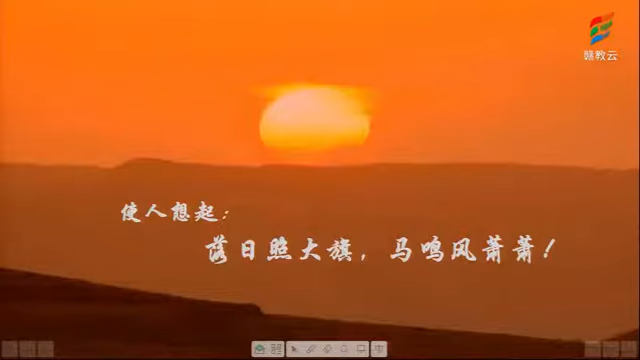 赣教云
使人想起：
落日照大旗，马鸣风萧萧！